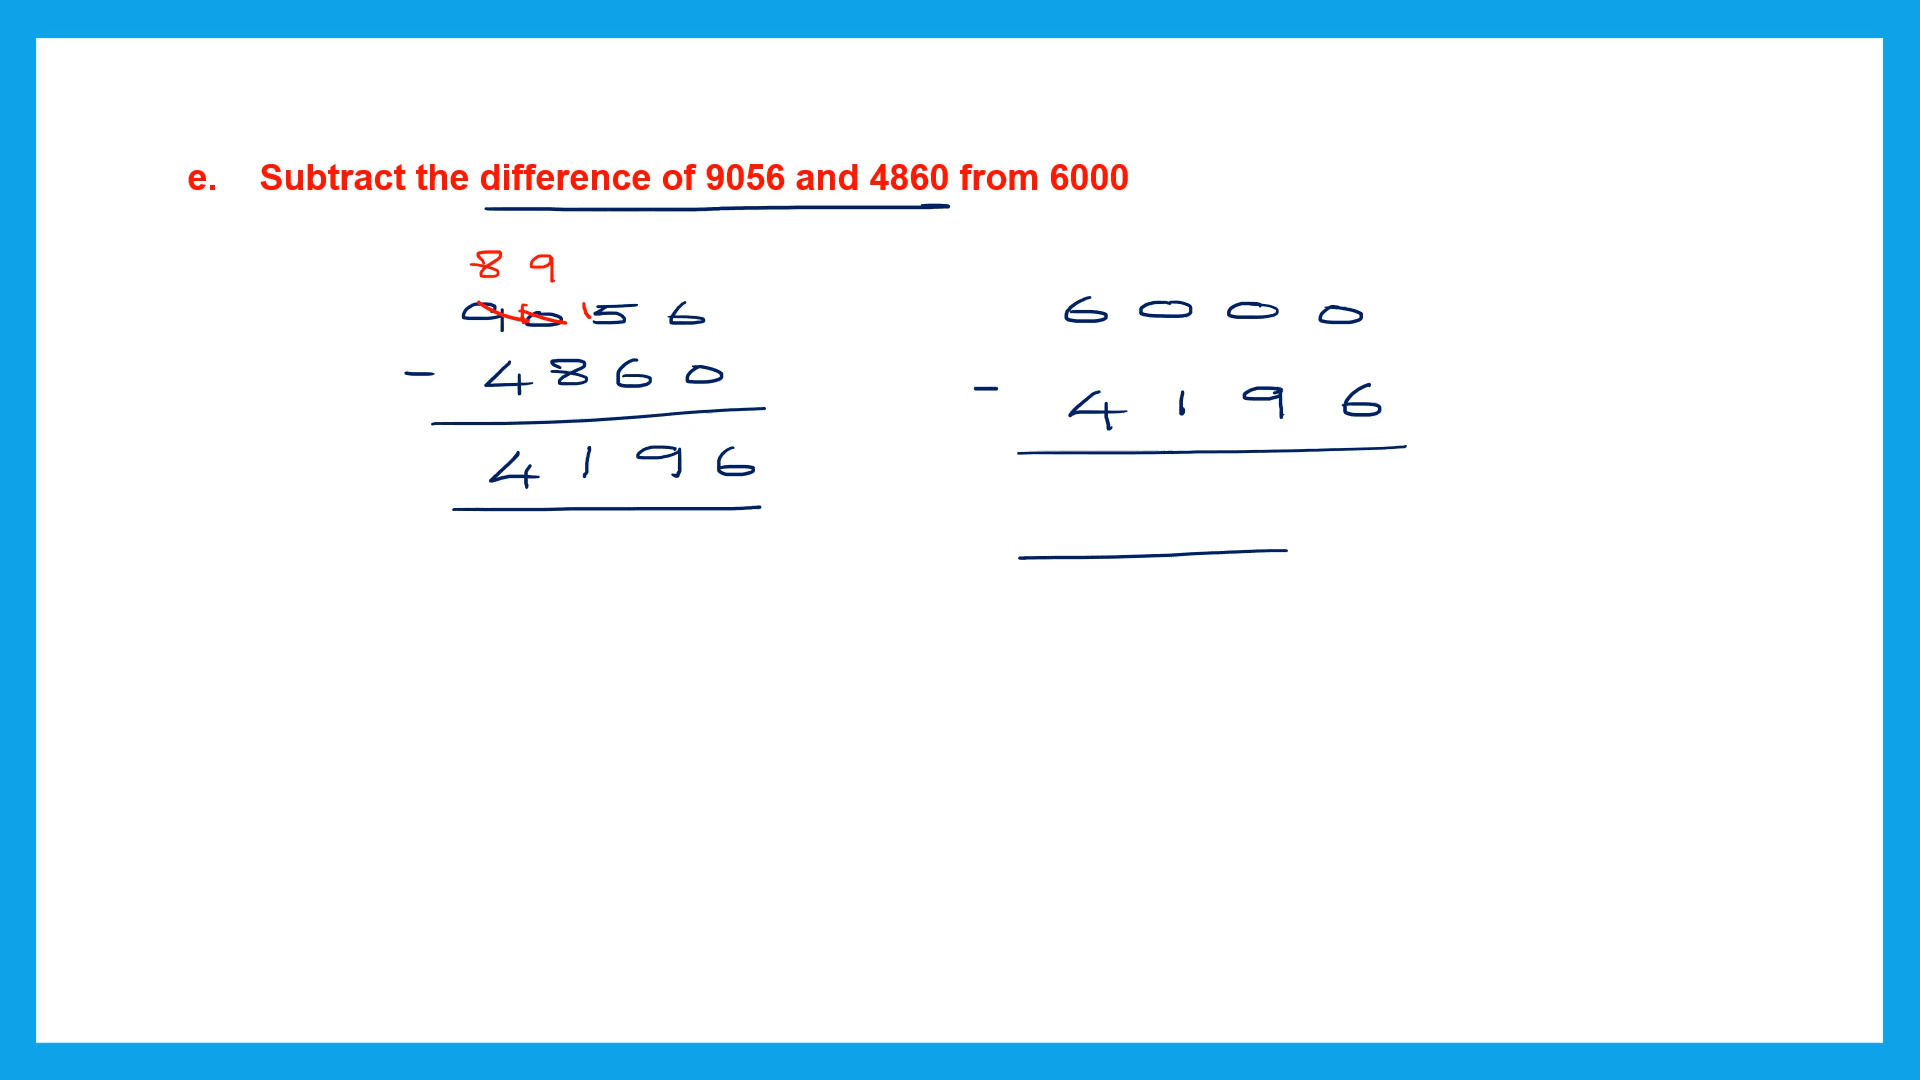 e. Subtract the difference of 9056 and 4860 from 6000
8 9
9 0 5 6
- 4 8 6 0
4 1 9 6
6 0 0 0
- 4 1 9 6